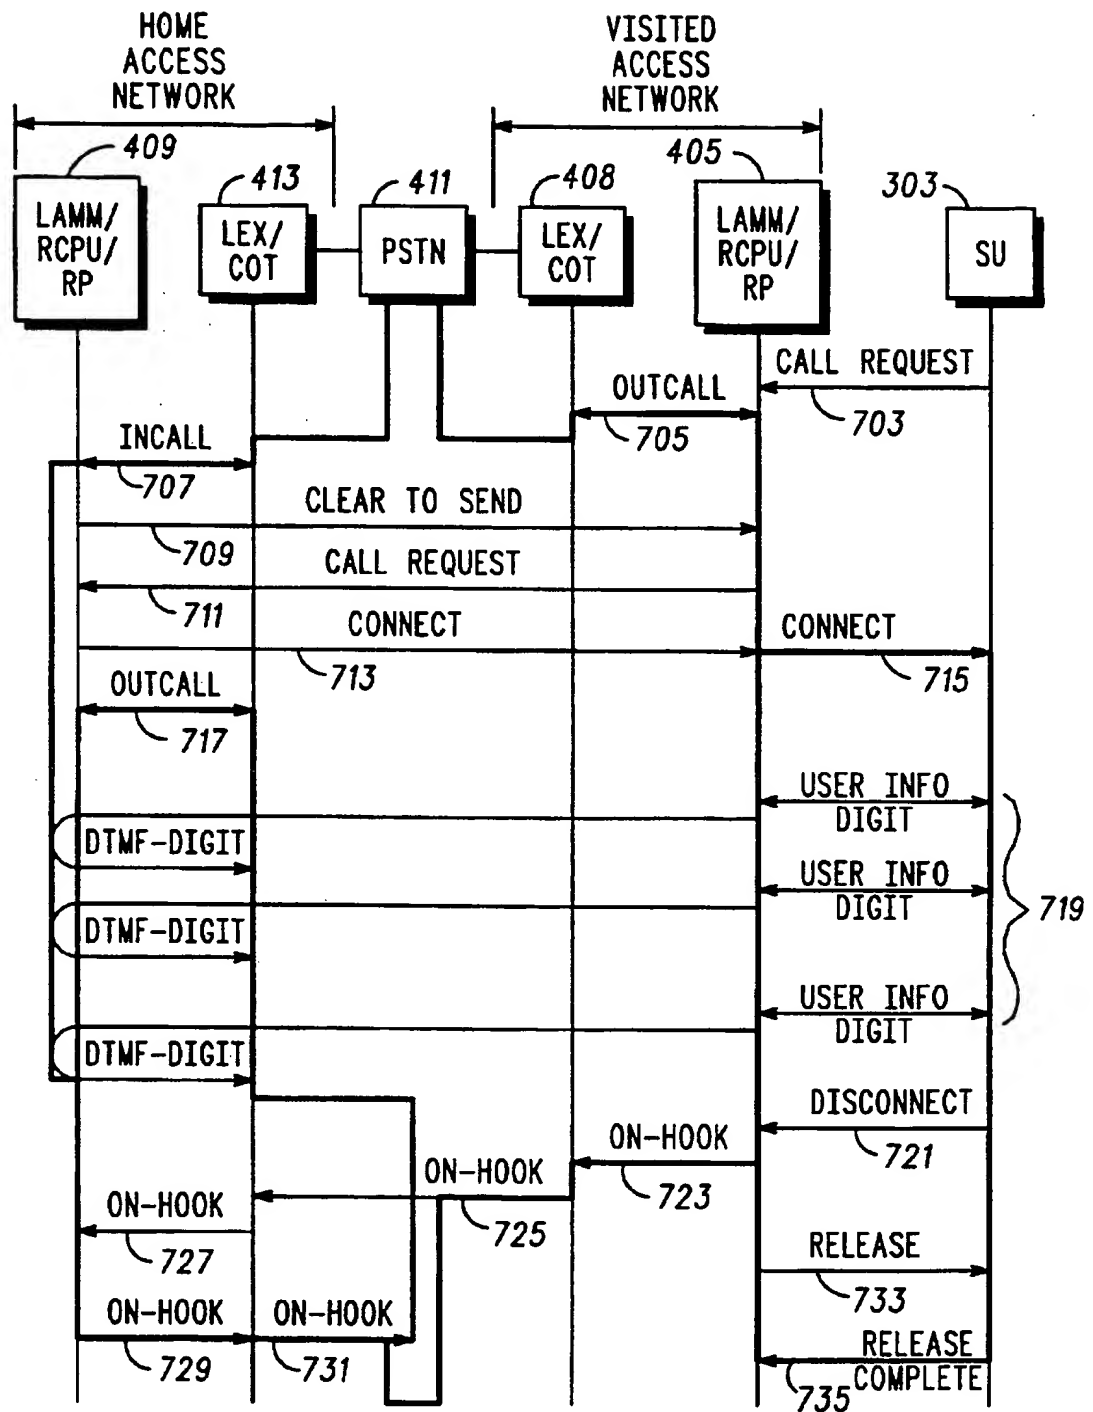 HOME
ACCESS
NETWORK
VISITED
ACCESS
NETWORK
409
413
411
408
405
303
LAMM/
RCPU/
RP
LEX/
COT
PSTN
LEX/
COT
LAMM/
RCPU/
RP
SU
CALL REQUEST
703
OUTCALL
705
INCALL
707
CLEAR TO SEND
709
CALL REQUEST
711
CONNECT
713
CONNECT
715
OUTCALL
717
USER INFO
DIGIT
DTMF-DIGIT
USER INFO
DIGIT
719
DTMF-DIGIT
USER INFO
DIGIT
DTMF-DIGIT
DISCONNECT
721
ON-HOOK
723
ON-HOOK
725
ON-HOOK
727
RELEASE
733
ON-HOOK
729
ON-HOOK
731
RELEASE
COMPLETE
735